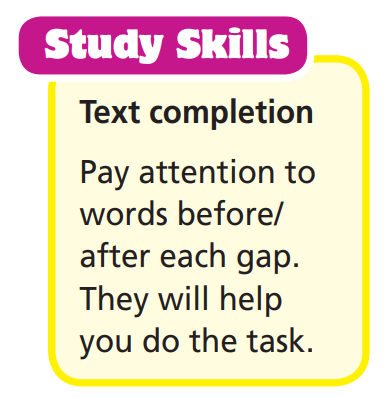 Study Skills
Text completion
Pay attention to
words before/
after each gap.
They will help
you do the task.